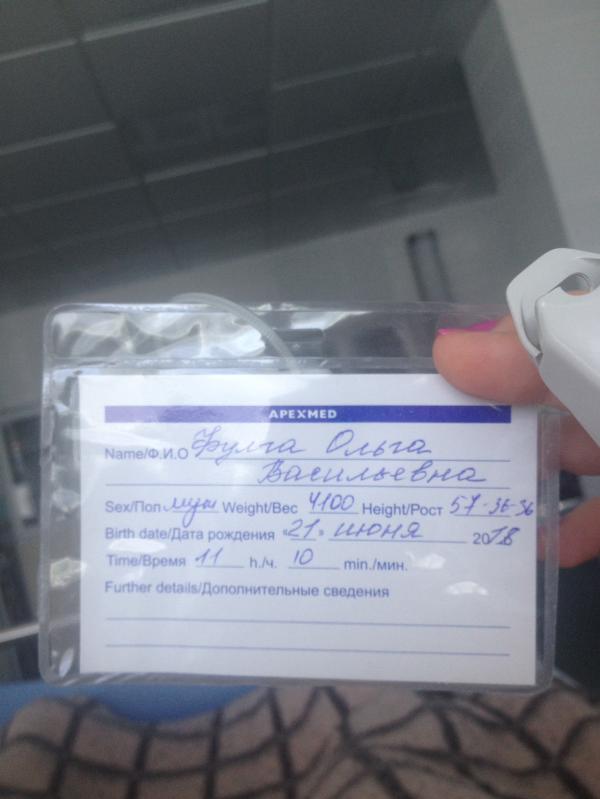 APEXMED
Name/Ф.И.О Фулга Ольга
Васильевна
Sex/Пол муж Weight/Вес 4100 Height/Рост 57-36-36
Birth date/Дата рождения «21» июня 2018
Time/Время 11 h./ч. 10 min./мин.
Further details/Дополнительные сведения